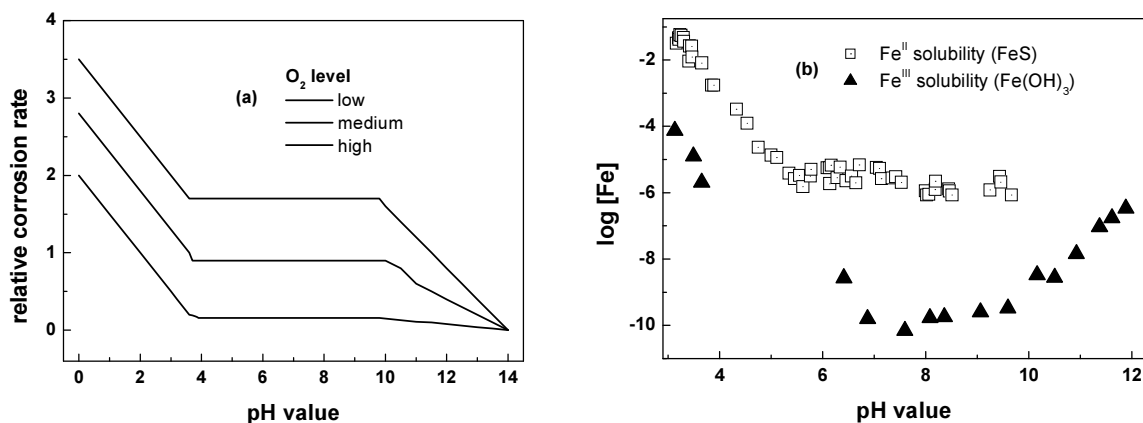 4
3
2
1
0
relative corrosion rate
(a)
O2 level
low
medium
high
0 2 4 6 8 10 12 14
pH value
-2
-4
-6
-8
-10
log [Fe]
(b)
FeII solubility (FeS)
FeIII solubility (Fe(OH)3)
4 6 8 10 12
pH value